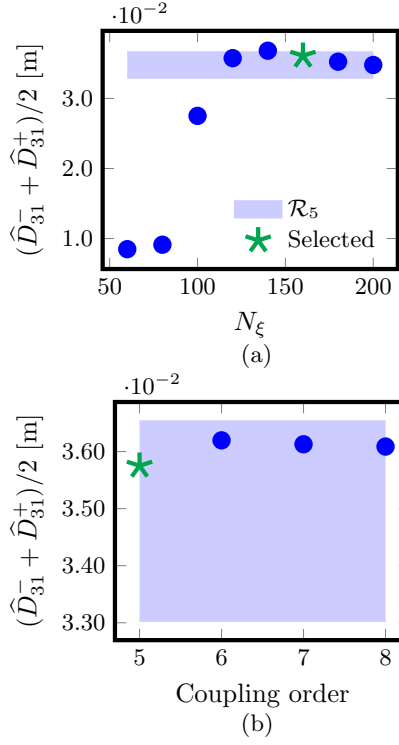 ·10⁻²
3.0
2.0
1.0
(D̂₃₁⁻ + D̂₃₁⁺)/2 [m]
ℛ₅
Selected
50 100 150 200
N_ξ
(a)
·10⁻²
3.60
3.50
3.40
3.30
(D̂₃₁⁻ + D̂₃₁⁺)/2 [m]
5 6 7 8
Coupling order
(b)